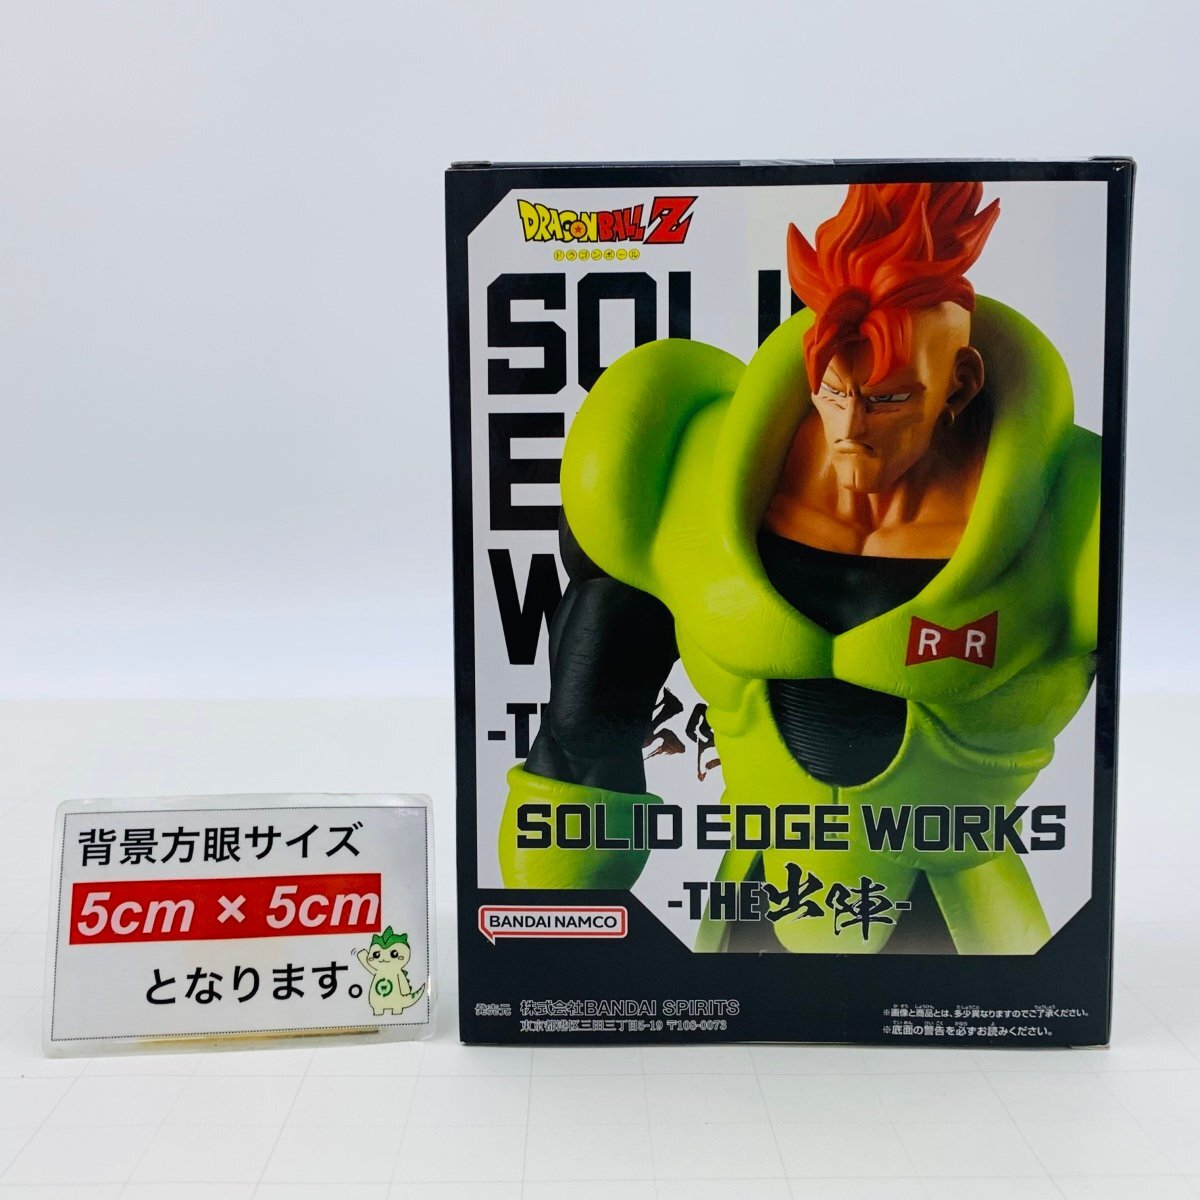 DRAGONBALL Z
ドラゴンボール
SOLI
E
W
-T
出陣
R R
SOLID EDGE WORKS
-THE出陣-
BANDAI NAMCO
発売元 株式会社BANDAI SPIRITS
東京都港区三田三丁目5-19 〒108-0073
※画像と商品とは、多少異なりますのでご了承ください。
※底面の警告を必ずお読みください。
背景方眼サイズ
5cm × 5cm
となります。